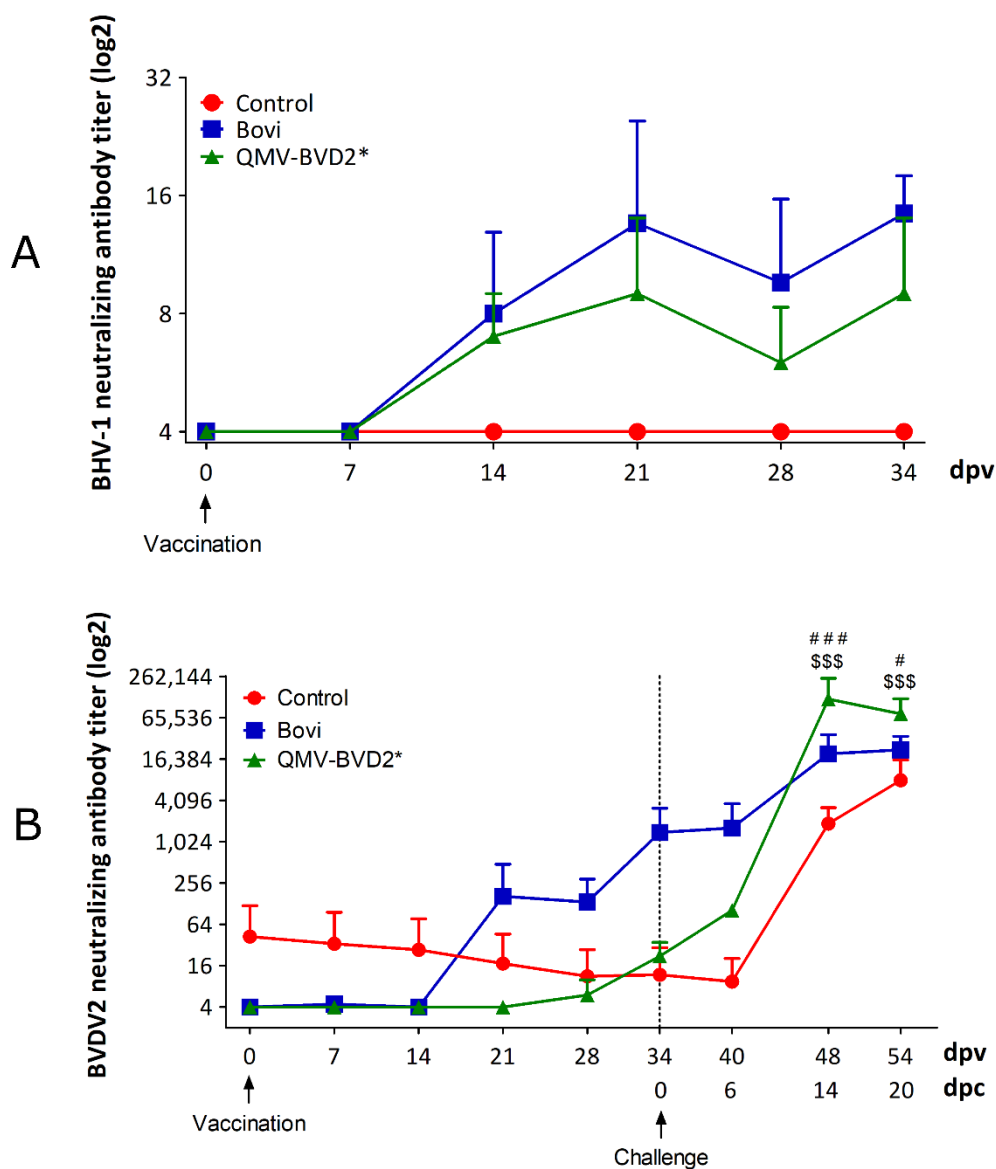 A
BHV-1 neutralizing antibody titer (log2)
32
16
8
4
Control
Bovi
QMV-BVD2*
0 7 14 21 28 34 dpv
Vaccination
B
BVDV2 neutralizing antibody titer (log2)
262,144
65,536
16,384
4,096
1,024
256
64
16
4
Control
Bovi
QMV-BVD2*
# # # #
$$$ $$$
0 7 14 21 28 34 40 48 54 dpv
0 6 14 20 dpc
Vaccination
Challenge